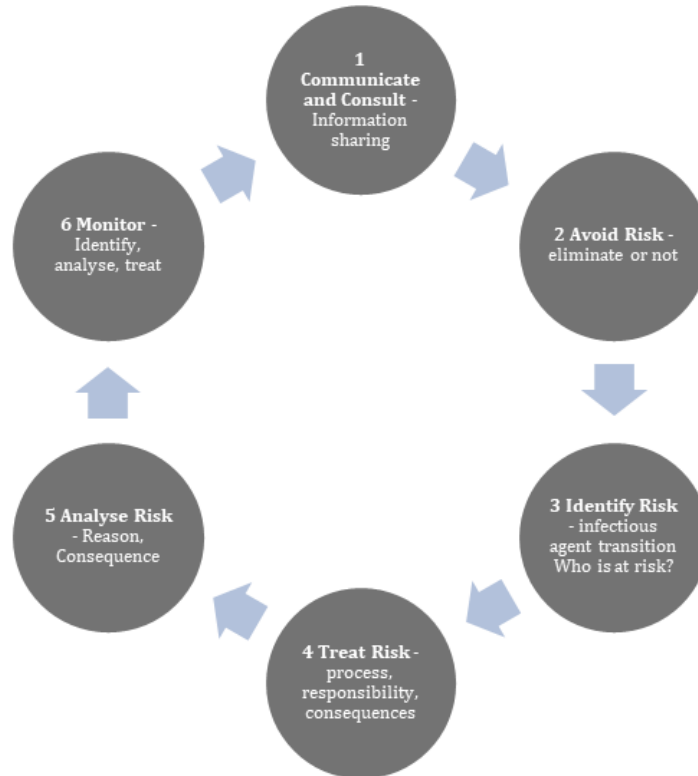 1
Communicate
and Consult -
Information
sharing
2 Avoid Risk -
eliminate or not
3 Identify Risk
- infectious
agent transition
Who is at risk?
4 Treat Risk -
process,
responsibility,
consequences
5 Analyse Risk
- Reason,
Consequence
6 Monitor -
Identify,
analyse, treat